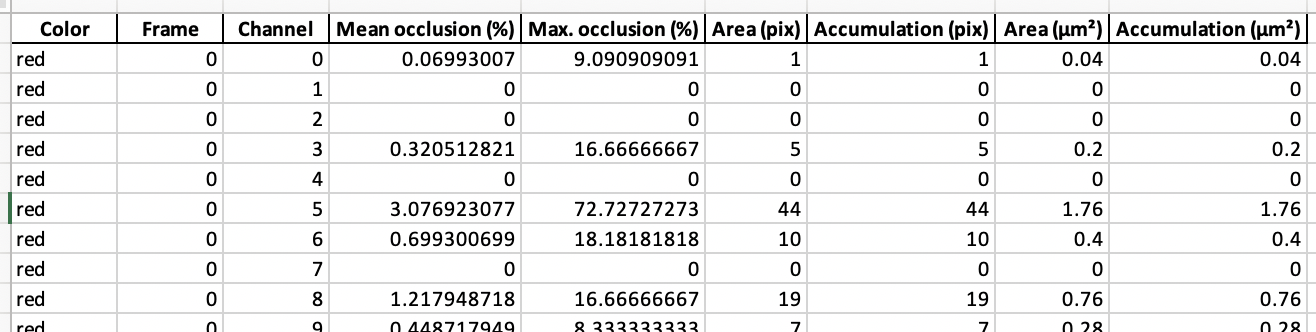 Color Frame Channel Mean occlusion (%) Max. occlusion (%) Area (pix) Accumulation (pix) Area (µm²) Accumulation (µm²)
red 0 0 0.06993007 9.090909091 1 1 0.04 0.04
red 0 1 0 0 0 0 0 0
red 0 2 0 0 0 0 0 0
red 0 3 0.320512821 16.66666667 5 5 0.2 0.2
red 0 4 0 0 0 0 0 0
red 0 5 3.076923077 72.72727273 44 44 1.76 1.76
red 0 6 0.699300699 18.18181818 10 10 0.4 0.4
red 0 7 0 0 0 0 0 0
red 0 8 1.217948718 16.66666667 19 19 0.76 0.76
red 0 9 0.448717949 8.333333333 7 7 0.28 0.28